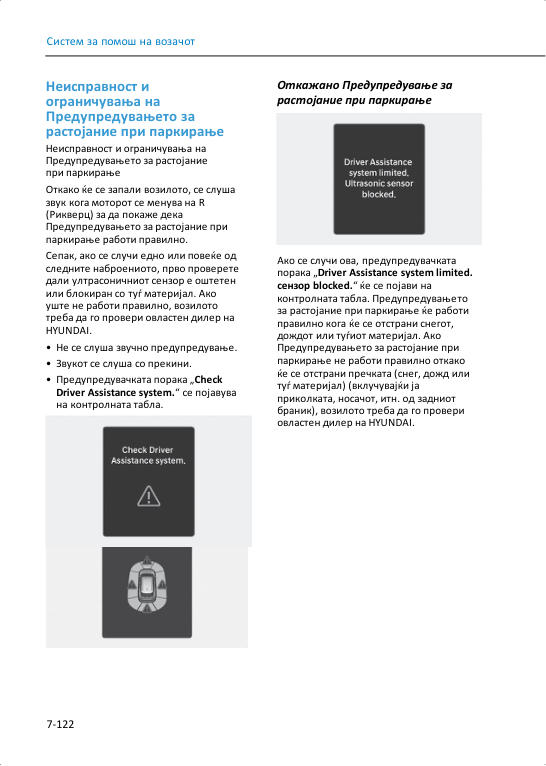 Систем за помош на возачот
Неисправност и
ограничувања на
Предупредувањето за
растојание при паркирање
Неисправност и ограничувања на
Предупредувањето за растојание
при паркирање
Откако ќе се запали возилото, се слуша
звук кога моторот се менува на R
(Рикверц) за да покаже дека
Предупредувањето за растојание при
паркирање работи правилно.
Сепак, ако се случи едно или повеќе од
следните наброеното, прво проверете
дали ултрасоничниот сензор е оштетен
или блокиран со туѓ материјал. Ако
уште не работи правилно, возилото
треба да го провери овластен дилер на
HYUNDAI.
• Не се слуша звучно предупредување.
• Звукот се слуша со прекини.
• Предупредувачката порака „Check
Driver Assistance system.“ се појавува
на контролната табла.
Check Driver
Assistance system.
Откажано Предупредување за
растојание при паркирање
Driver Assistance
system limited.
Ultrasonic sensor
blocked.
Ако се случи ова, предупредувачката
порака „Driver Assistance system limited.
сензор blocked.“ ќе се појави на
контролната табла. Предупредувањето
за растојание при паркирање ќе работи
правилно кога ќе се отстрани снегот,
дождот или туѓиот материјал. Ако
Предупредувањето за растојание при
паркирање не работи правилно откако
ќе се отстрани пречката (снег, дожд или
туѓ материјал) (вклучувајќи ја
приколката, носачот, итн. од задниот
браник), возилото треба да го провери
овластен дилер на HYUNDAI.
7-122